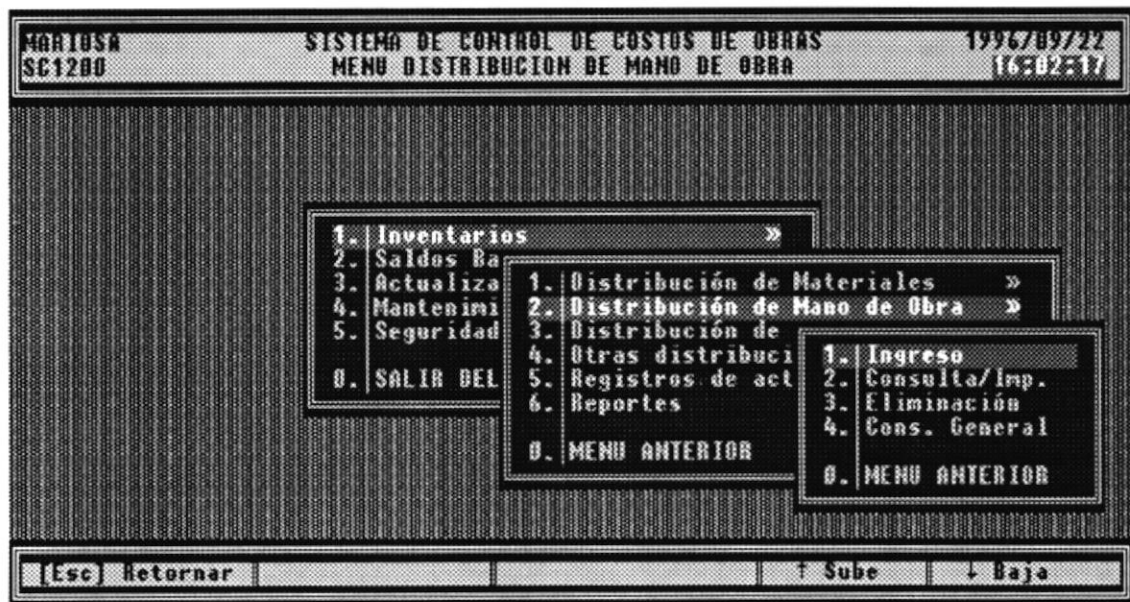 MARIUSA SISTEMA DE CONTROL DE COSTOS DE OBRAS 1996/09/22
SC1200 MENU DISTRIBUCION DE MANO DE OBRA 16:02:17
1. Inventarios »
2. Saldos Ba
3. Actualiza
4. Mantenimi
5. Seguridad
0. SALIR DEL
1. Distribución de Materiales »
2. Distribución de Mano de Obra »
3. Distribución de
4. Otras distribuci
5. Registros de act
6. Reportes
0. MENU ANTERIOR
1. Ingreso
2. Consulta/Imp.
3. Eliminación
4. Cons. General
0. MENU ANTERIOR
[Esc] Retornar ↑ Sube ↓ Baja